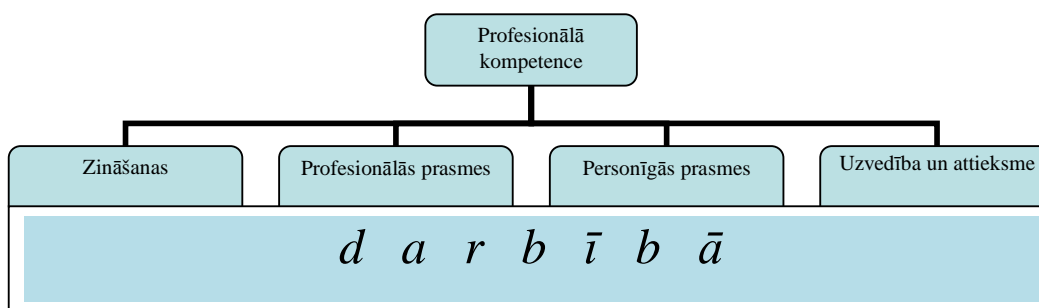 Profesionālā
kompetence
Zināšanas
Profesionālās prasmes
Personīgās prasmes
Uzvedība un attieksme
d a r b ī b ā